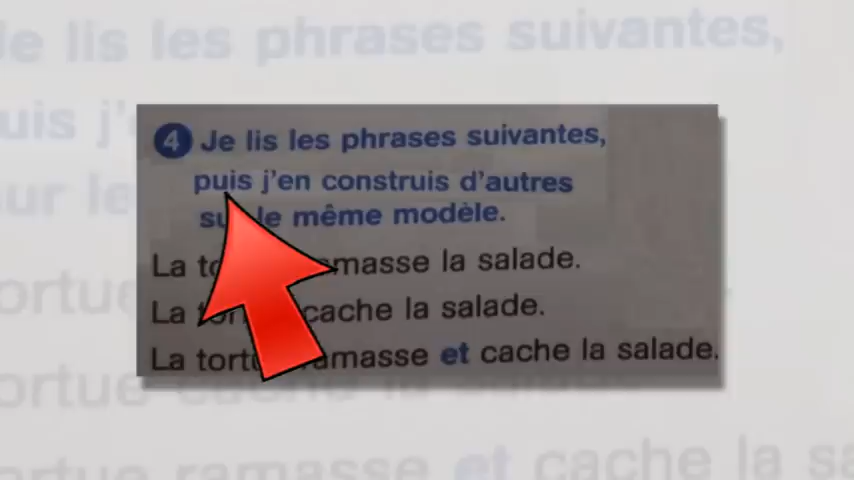 4 Je lis les phrases suivantes,
puis j'en construis d'autres
le même modèle.
La la salade.
La cache la salade.
La et cache la salade.